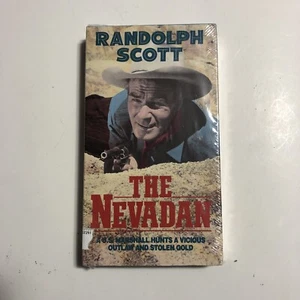 RANDOLPH
SCOTT
THE
NEVADAN
A U.S. MARSHALL HUNTS A VICIOUS
OUTLAW AND STOLEN GOLD